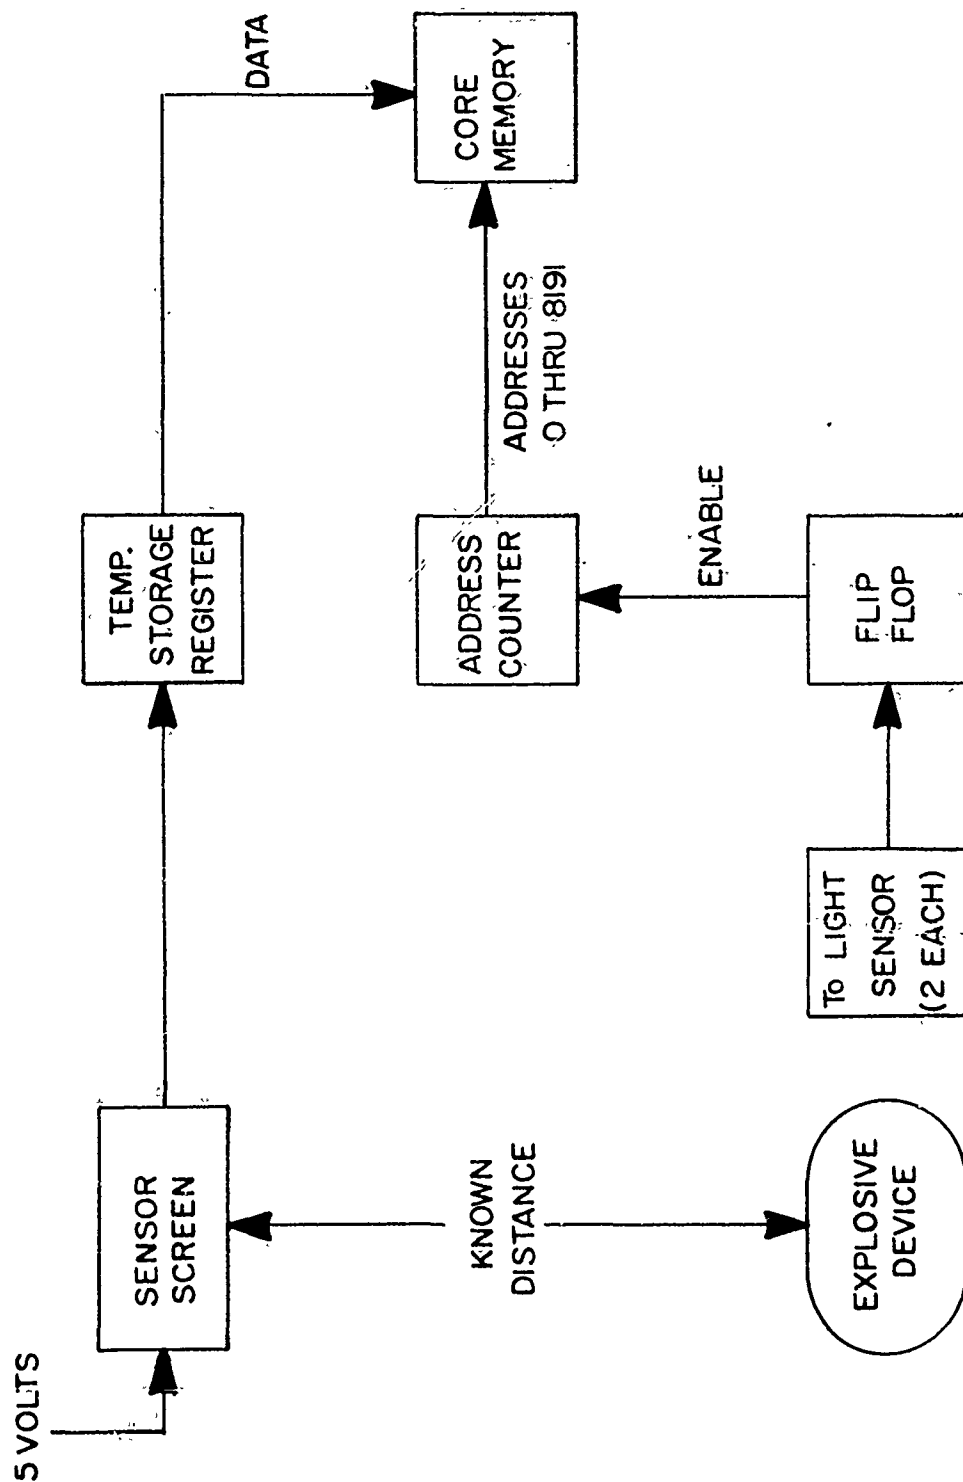 5 VOLTS
SENSOR
SCREEN
TEMP.
STORAGE
REGISTER
DATA
CORE
MEMORY
KNOWN
DISTANCE
ADDRESS
COUNTER
ADDRESSES
0 THRU 8191
ENABLE
EXPLOSIVE
DEVICE
To LIGHT
SENSOR
(2 EACH)
FLIP
FLOP